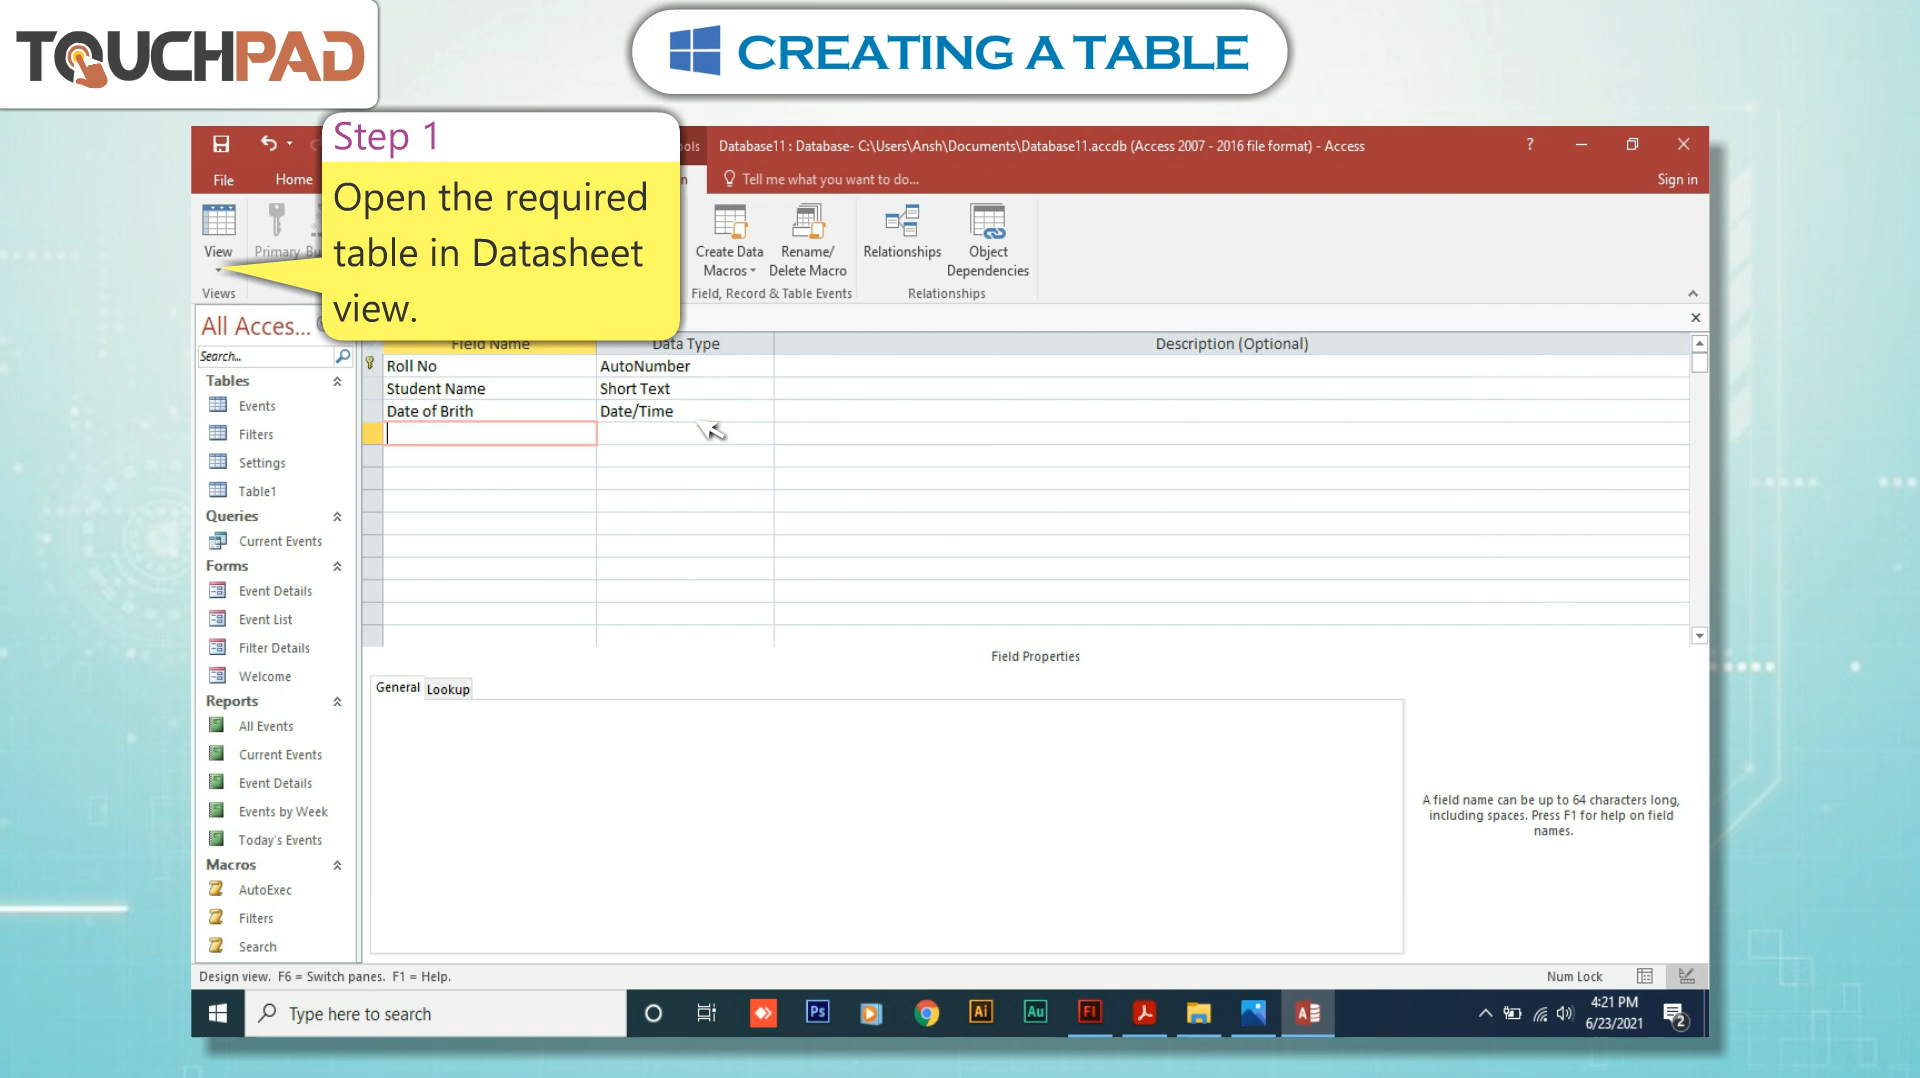 TOUCHPAD
CREATING A TABLE
Step 1
Open the required
table in Datasheet
view.
Database11 : Database- C:\Users\Ansh\Documents\Database11.accdb (Access 2007 - 2016 file format) - Access
?
File
Home
Tell me what you want to do...
Sign in
View
Primary
Create Data
Macros
Rename/
Delete Macro
Relationships
Object
Dependencies
Views
Field, Record & Table Events
Relationships
All Acces...
Search...
Tables
Events
Filters
Settings
Table1
Queries
Current Events
Forms
Event Details
Event List
Filter Details
Welcome
Reports
All Events
Current Events
Event Details
Events by Week
Today's Events
Macros
AutoExec
Filters
Search
Field Name
Data Type
Description (Optional)
Roll No
AutoNumber
Student Name
Short Text
Date of Brith
Date/Time
Field Properties
General
Lookup
A field name can be up to 64 characters long,
including spaces. Press F1 for help on field
names.
Design view. F6 = Switch panes. F1 = Help.
Num Lock
Type here to search
Ps
Ai
Au
Fl
A
4:21 PM
6/23/2021
2